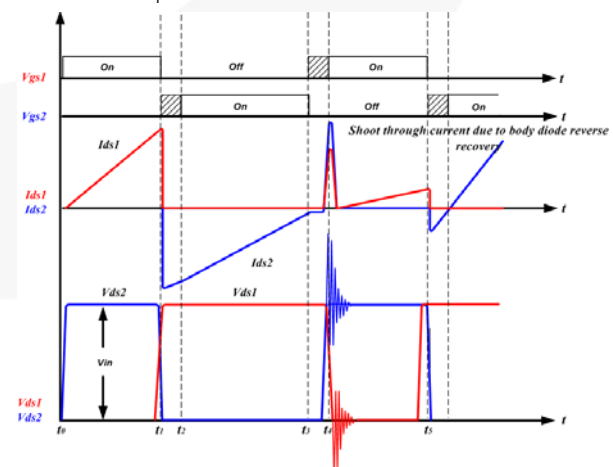 On
Off
On
Vgs1
t
On
Off
On
Vgs2
t
Shoot through current due to body diode reverse
recovery
Ids1
Ids1
Ids2
t
Ids2
Vds2
Vds1
Vin
Vds1
Vds2
t
t0
t1
t2
t3
t4
t5